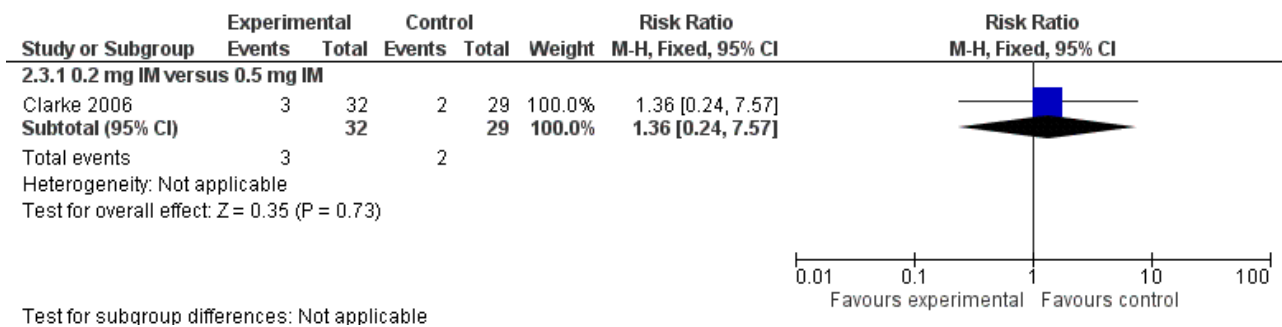 Experimental Control Risk Ratio Risk Ratio
Study or Subgroup Events Total Events Total Weight M-H, Fixed, 95% CI M-H, Fixed, 95% CI
2.3.1 0.2 mg IM versus 0.5 mg IM
Clarke 2006 3 32 2 29 100.0% 1.36 [0.24, 7.57]
Subtotal (95% CI) 32 29 100.0% 1.36 [0.24, 7.57]
Total events 3 2
Heterogeneity: Not applicable
Test for overall effect: Z = 0.35 (P = 0.73)
0.01 0.1 1 10 100
Favours experimental Favours control
Test for subgroup differences: Not applicable